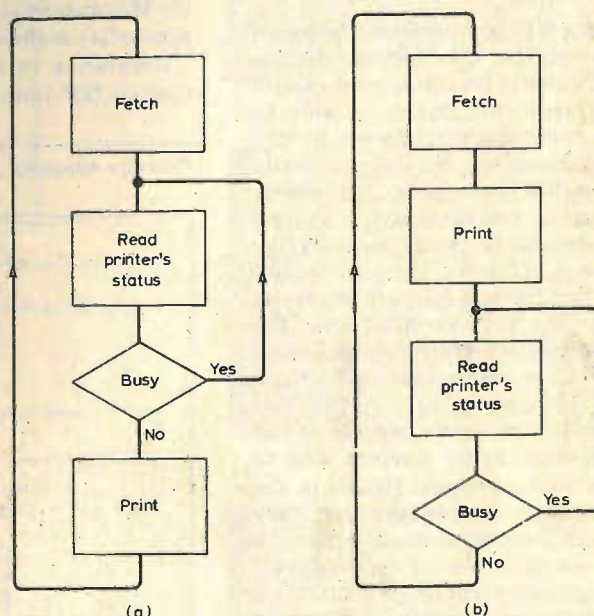 Fetch
Read
printer's
status
Busy
Yes
No
Print
(a)
Fetch
Print
Read
printer's
status
Busy
Yes
No
(b)